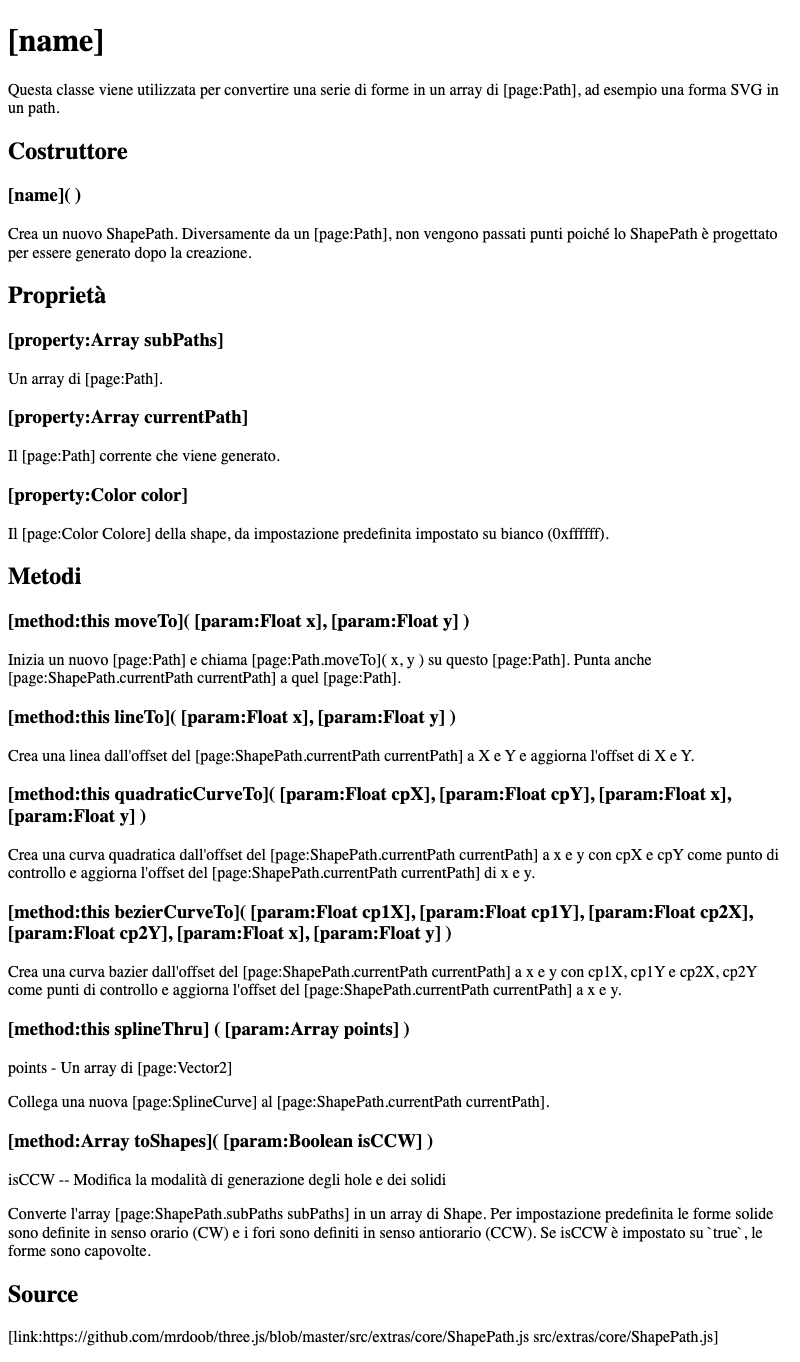 [name]
Questa classe viene utilizzata per convertire una serie di forme in un array di [page:Path], ad esempio una forma SVG in
un path.
Costruttore
[name]( )
Crea un nuovo ShapePath. Diversamente da un [page:Path], non vengono passati punti poiché lo ShapePath è progettato
per essere generato dopo la creazione.
Proprietà
[property:Array subPaths]
Un array di [page:Path].
[property:Array currentPath]
Il [page:Path] corrente che viene generato.
[property:Color color]
Il [page:Color Colore] della shape, da impostazione predefinita impostato su bianco (0xffffff).
Metodi
[method:this moveTo]( [param:Float x], [param:Float y] )
Inizia un nuovo [page:Path] e chiama [page:Path.moveTo]( x, y ) su questo [page:Path]. Punta anche
[page:ShapePath.currentPath currentPath] a quel [page:Path].
[method:this lineTo]( [param:Float x], [param:Float y] )
Crea una linea dall'offset del [page:ShapePath.currentPath currentPath] a X e Y e aggiorna l'offset di X e Y.
[method:this quadraticCurveTo]( [param:Float cpX], [param:Float cpY], [param:Float x],
[param:Float y] )
Crea una curva quadratica dall'offset del [page:ShapePath.currentPath currentPath] a x e y con cpX e cpY come punto di
controllo e aggiorna l'offset del [page:ShapePath.currentPath currentPath] di x e y.
[method:this bezierCurveTo]( [param:Float cp1X], [param:Float cp1Y], [param:Float cp2X],
[param:Float cp2Y], [param:Float x], [param:Float y] )
Crea una curva bazier dall'offset del [page:ShapePath.currentPath currentPath] a x e y con cp1X, cp1Y e cp2X, cp2Y
come punti di controllo e aggiorna l'offset del [page:ShapePath.currentPath currentPath] a x e y.
[method:this splineThru] ( [param:Array points] )
points - Un array di [page:Vector2]
Collega una nuova [page:SplineCurve] al [page:ShapePath.currentPath currentPath].
[method:Array toShapes]( [param:Boolean isCCW] )
isCCW -- Modifica la modalità di generazione degli hole e dei solidi
Converte l'array [page:ShapePath.subPaths subPaths] in un array di Shape. Per impostazione predefinita le forme solide
sono definite in senso orario (CW) e i fori sono definiti in senso antiorario (CCW). Se isCCW è impostato su `true`, le
forme sono capovolte.
Source
[link:https://github.com/mrdoob/three.js/blob/master/src/extras/core/ShapePath.js src/extras/core/ShapePath.js]